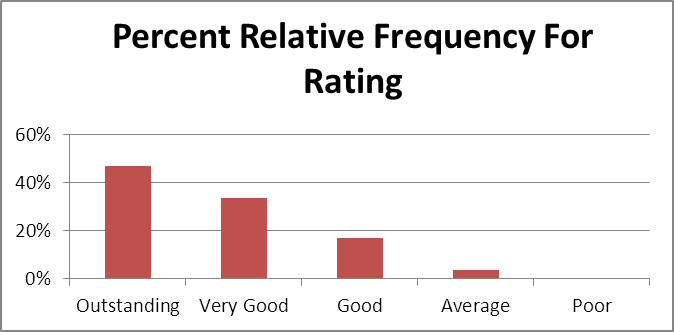 Percent Relative Frequency For
Rating
60%
40%
20%
0%
Outstanding Very Good Good Average Poor